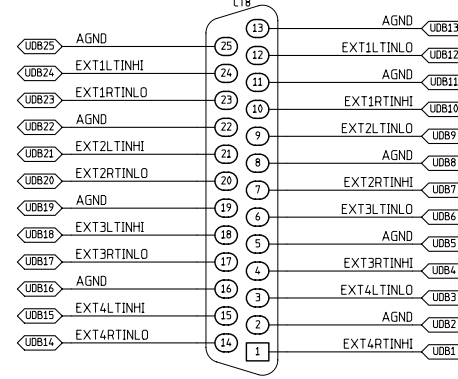 CT8
AGND 13 UDB13
UDB25 AGND 25
EXT1LTINLO 12 UDB12
UDB24 EXT1LTINHI 24
AGND 11 UDB11
UDB23 EXT1RTINLO 23
EXT1RTINHI 10 UDB10
UDB22 AGND 22
EXT2LTINLO 9 UDB9
UDB21 EXT2LTINHI 21
AGND 8 UDB8
UDB20 EXT2RTINLO 20
EXT2RTINHI 7 UDB7
UDB19 AGND 19
EXT3LTINLO 6 UDB6
UDB18 EXT3LTINHI 18
AGND 5 UDB5
UDB17 EXT3RTINLO 17
EXT3RTINHI 4 UDB4
UDB16 AGND 16
EXT4LTINLO 3 UDB3
UDB15 EXT4LTINHI 15
AGND 2 UDB2
UDB14 EXT4RTINLO 14
EXT4RTINHI 1 UDB1